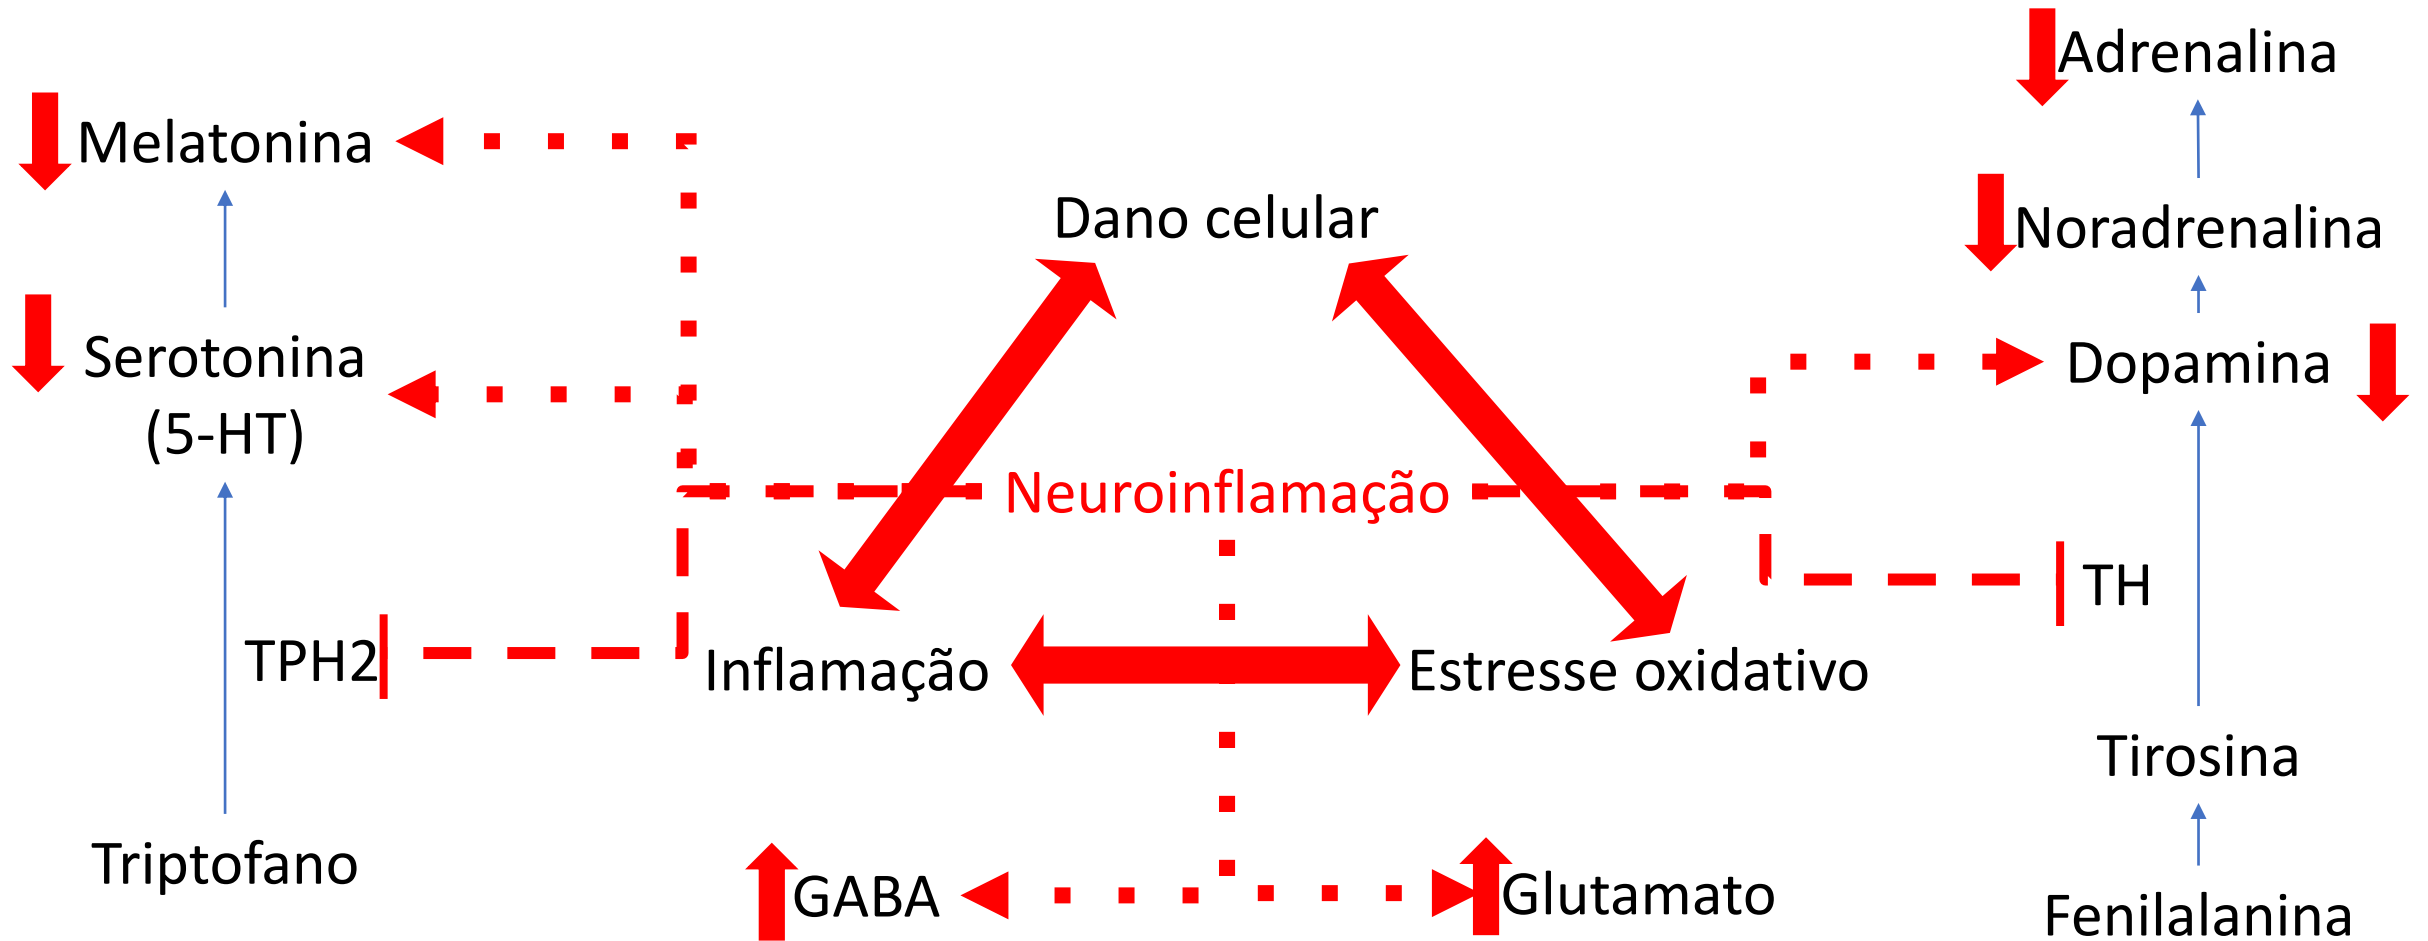 Adrenalina
Melatonina
Noradrenalina
Dano celular
Serotonina
(5-HT)
Dopamina
Neuroinflamação
TH
TPH2
Inflamação
Estresse oxidativo
Tirosina
Triptofano
GABA
Glutamato
Fenilalanina